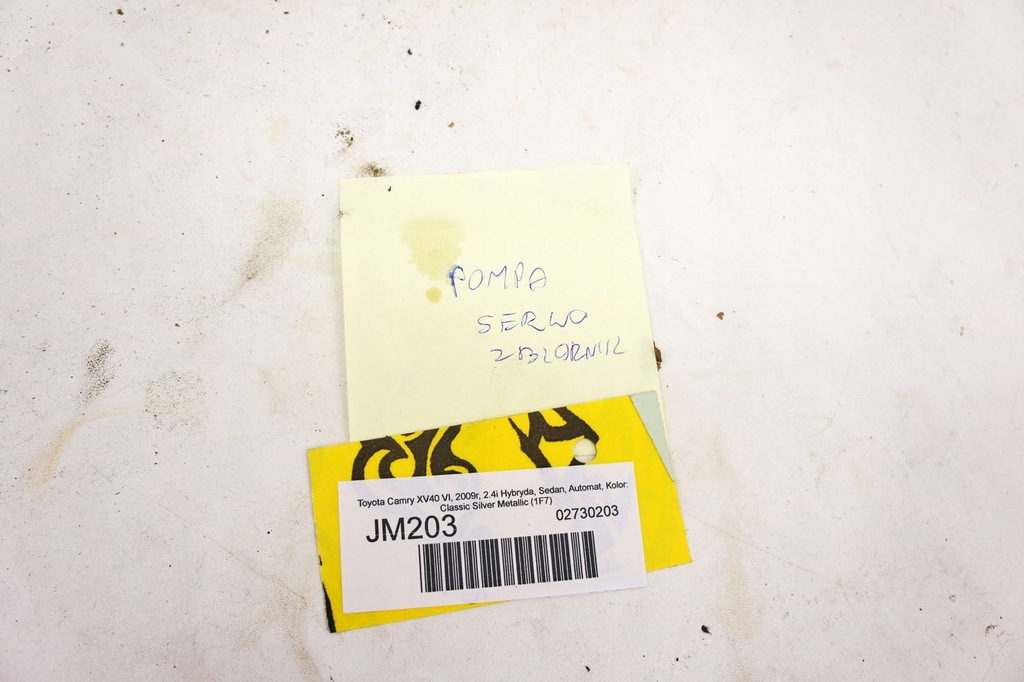 POMPA
SERWO
ZBIORNIK
Toyota Camry XV40 VI, 2009r, 2.4i Hybryda, Sedan, Automat, Kolor:
Classic Silver Metallic (1F7)
JM203
02730203